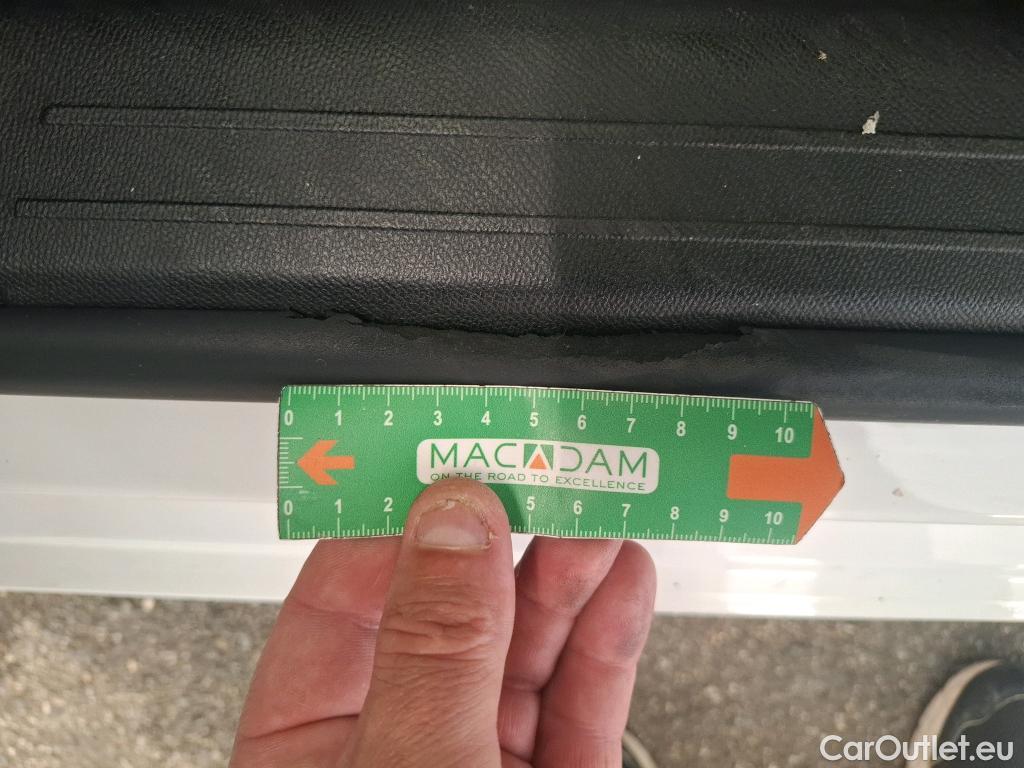 0 1 2 3 4 5 6 7 8 9 10
MACADAM
ON THE ROAD TO EXCELLENCE
0 1 2 5 6 7 8 9 10
CarOutlet.eu